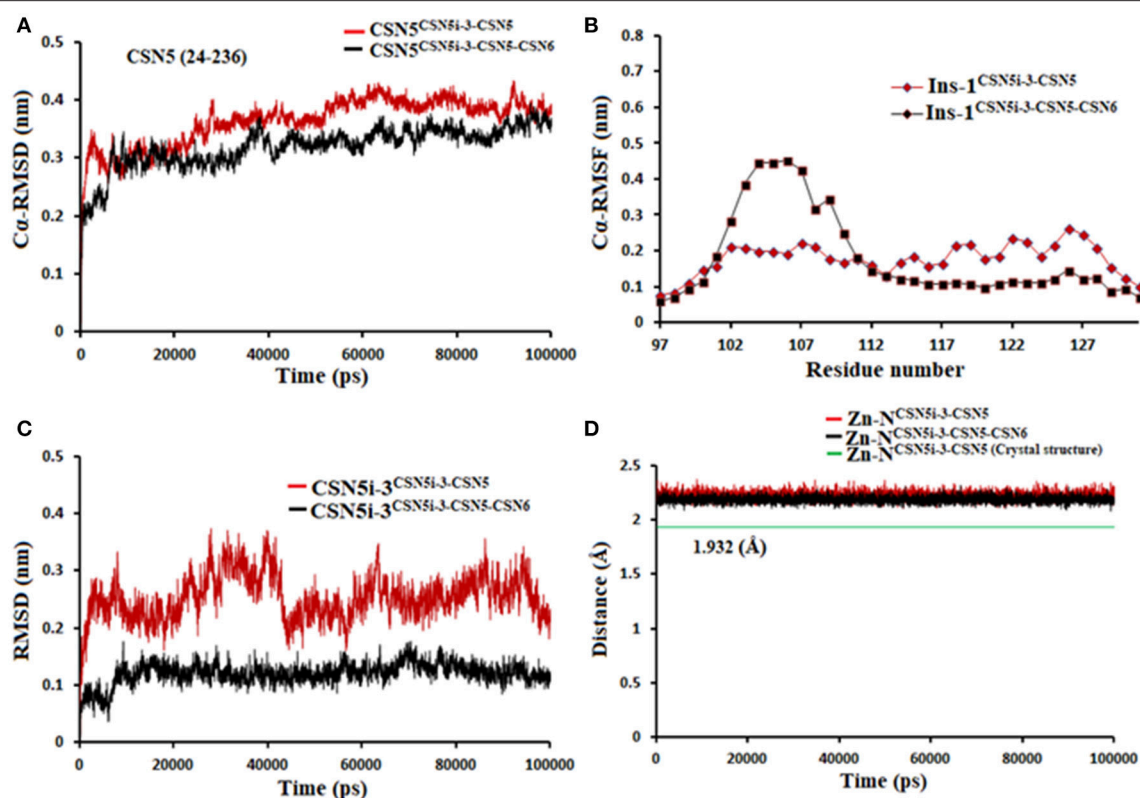 A
CSN5 (24-236)
CSN5CSN5i-3-CSN5
CSN5CSN5i-3-CSN5-CSN6
Cα-RMSD (nm)
0.5
0.4
0.3
0.2
0.1
0
0 20000 40000 60000 80000 100000
Time (ps)
B
Ins-1CSN5i-3-CSN5
Ins-1CSN5i-3-CSN5-CSN6
Cα-RMSF (nm)
0.8
0.7
0.6
0.5
0.4
0.3
0.2
0.1
0
97 102 107 112 117 122 127
Residue number
C
CSN5i-3CSN5i-3-CSN5
CSN5i-3CSN5i-3-CSN5-CSN6
RMSD (nm)
0.5
0.4
0.3
0.2
0.1
0
0 20000 40000 60000 80000 100000
Time (ps)
D
Zn-NCSN5i-3-CSN5
Zn-NCSN5i-3-CSN5-CSN6
Zn-NCSN5i-3-CSN5 (Crystal structure)
Distance (Å)
2.5
2
1.5
1
0.5
0
1.932 (Å)
0 20000 40000 60000 80000 100000
Time (ps)